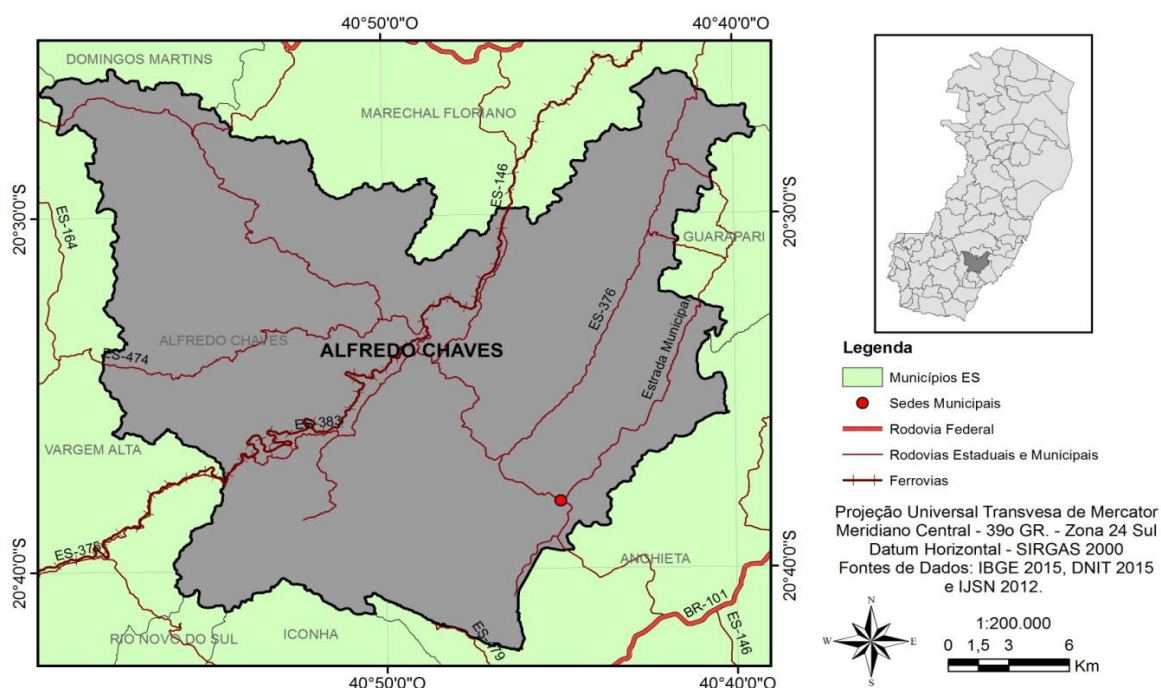 40°50'0"O
40°40'0"O
DOMINGOS MARTINS
MARECHAL FLORIANO
ES-146
20°30'0"S
20°30'0"S
ES-164
GUARAPARI
ES-376
Estrada Municipal
ALFREDO CHAVES
ALFREDO CHAVES
ES-474
ES-383
VARGEM ALTA
ES-375
20°40'0"S
20°40'0"S
ANCHIETA
BR-101
ES-146
RIO NOVO DO SUL
ICONHA
ES-479
40°50'0"O
40°40'0"O
Legenda
Municípios ES
Sedes Municipais
Rodovia Federal
Rodovias Estaduais e Municipais
Ferrovias
Projeção Universal Transvesa de Mercator
Meridiano Central - 39o GR. - Zona 24 Sul
Datum Horizontal - SIRGAS 2000
Fontes de Dados: IBGE 2015, DNIT 2015
e IJSN 2012.
N
W E
S
1:200.000
0 1,5 3 6
Km